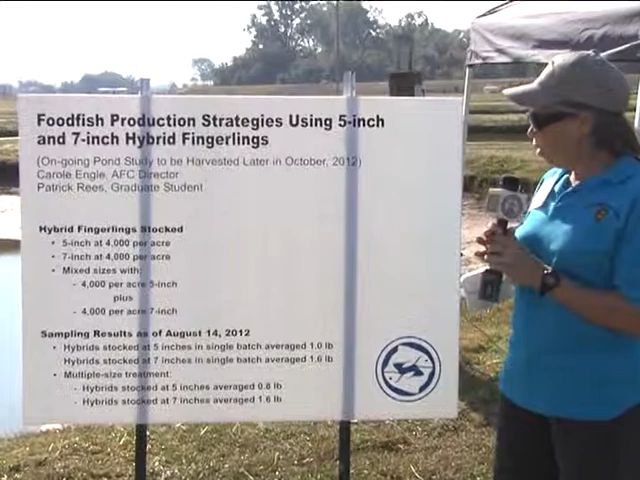 Foodfish Production Strategies Using 5-inch
and 7-inch Hybrid Fingerlings
(On-going Pond Study to be Harvested Later in October, 2012)
Carole Engle, AFC Director
Patrick Rees, Graduate Student
Hybrid Fingerlings Stocked
• 5-inch at 4,000 per acre
• 7-inch at 4,000 per acre
• Mixed sizes with:
- 4,000 per acre 5-inch
plus
- 4,000 per acre 7-inch
Sampling Results as of August 14, 2012
• Hybrids stocked at 5 inches in single batch averaged 1.0 lb
Hybrids stocked at 7 inches in single batch averaged 1.6 lb
• Multiple-size treatment:
- Hybrids stocked at 5 inches averaged 0.8 lb
- Hybrids stocked at 7 inches averaged 1.6 lb